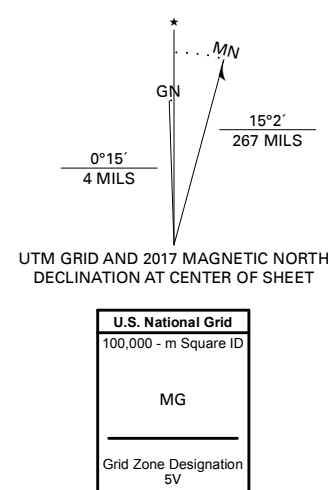 ★
MN
GN
15°2´
267 MILS
0°15´
4 MILS
UTM GRID AND 2017 MAGNETIC NORTH
DECLINATION AT CENTER OF SHEET
U.S. National Grid
100,000 - m Square ID
MG
Grid Zone Designation
5V